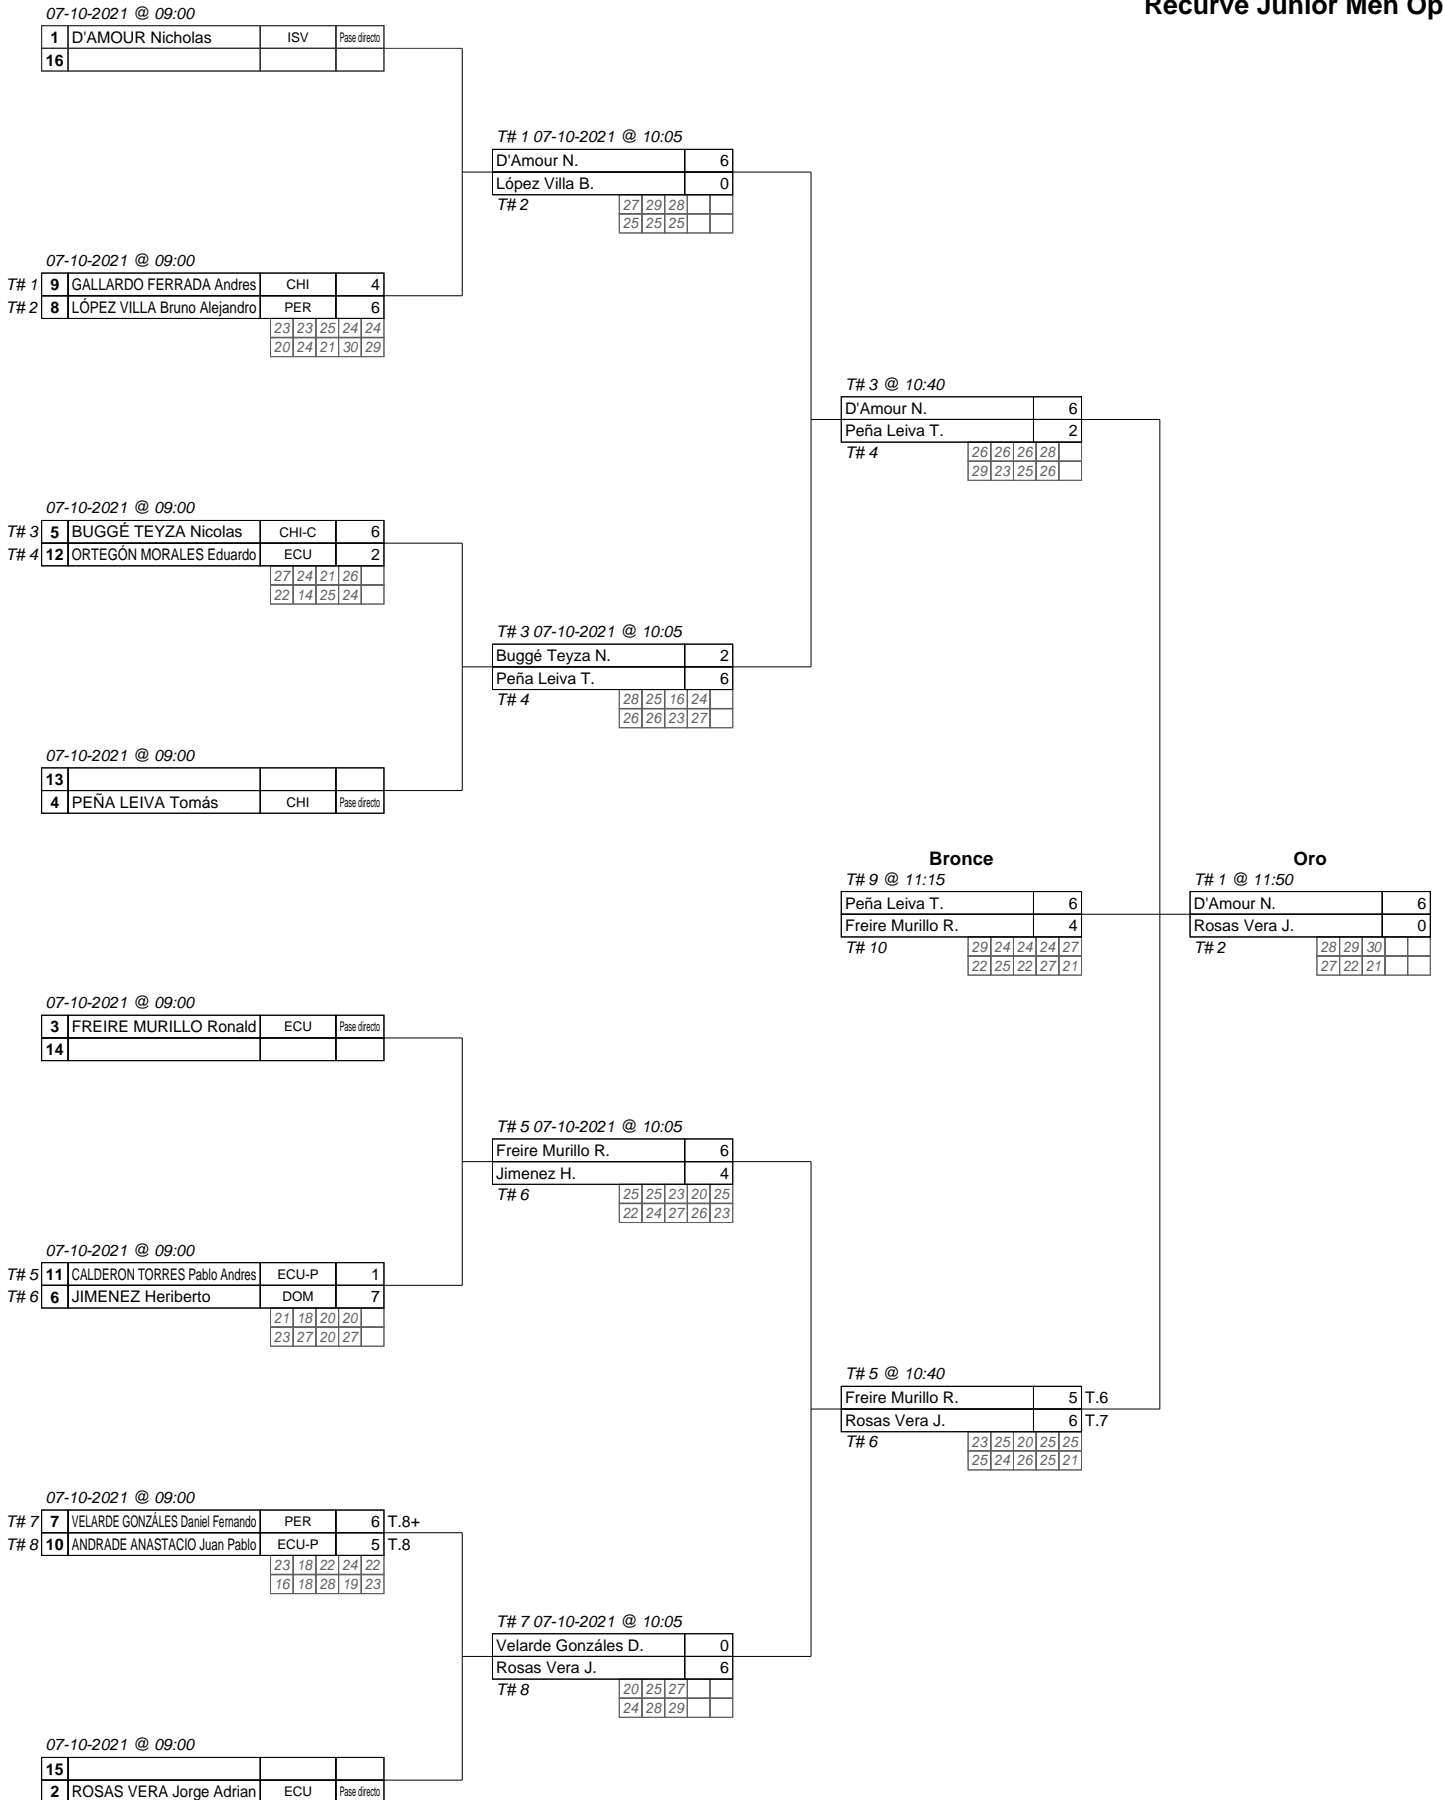 Recurve Junior Men Op
07-10-2021 @ 09:00
1 D'AMOUR Nicholas ISV Pase directo
16
T# 1 07-10-2021 @ 10:05
D'Amour N. 6
López Villa B. 0
T# 2 27 29 28
25 25 25
07-10-2021 @ 09:00
T# 1 9 GALLARDO FERRADA Andres CHI 4
T# 2 8 LÓPEZ VILLA Bruno Alejandro PER 6
23 23 25 24 24
20 24 21 30 29
T# 3 @ 10:40
D'Amour N. 6
Peña Leiva T. 2
T# 4 26 26 26 28
29 23 25 26
07-10-2021 @ 09:00
T# 3 5 BUGGÉ TEYZA Nicolas CHI-C 6
T# 4 12 ORTEGÓN MORALES Eduardo ECU 2
27 24 21 26
22 14 25 24
T# 3 07-10-2021 @ 10:05
Buggé Teyza N. 2
Peña Leiva T. 6
T# 4 28 25 16 24
26 26 23 27
07-10-2021 @ 09:00
13
4 PEÑA LEIVA Tomás CHI Pase directo
Bronce Oro
T# 9 @ 11:15 T# 1 @ 11:50
Peña Leiva T. 6 D'Amour N. 6
Freire Murillo R. 4 Rosas Vera J. 0
T# 10 29 24 24 24 27 T# 2 28 29 30
22 25 22 27 21 27 22 21
07-10-2021 @ 09:00
3 FREIRE MURILLO Ronald ECU Pase directo
14
T# 5 07-10-2021 @ 10:05
Freire Murillo R. 6
Jimenez H. 4
T# 6 25 25 23 20 25
22 24 27 26 23
07-10-2021 @ 09:00
T# 5 11 CALDERON TORRES Pablo Andres ECU-P 1
T# 6 6 JIMENEZ Heriberto DOM 7
21 18 20 20
23 27 20 27
T# 5 @ 10:40
Freire Murillo R. 5 T.6
Rosas Vera J. 6 T.7
T# 6 23 25 20 25 25
25 24 26 25 21
07-10-2021 @ 09:00
T# 7 7 VELARDE GONZÁLES Daniel Fernando PER 6 T.8+
T# 8 10 ANDRADE ANASTACIO Juan Pablo ECU-P 5 T.8
23 18 22 24 22
16 18 28 19 23
T# 7 07-10-2021 @ 10:05
Velarde Gonzáles D. 0
Rosas Vera J. 6
T# 8 20 25 27
24 28 29
07-10-2021 @ 09:00
15
2 ROSAS VERA Jorge Adrian ECU Pase directo